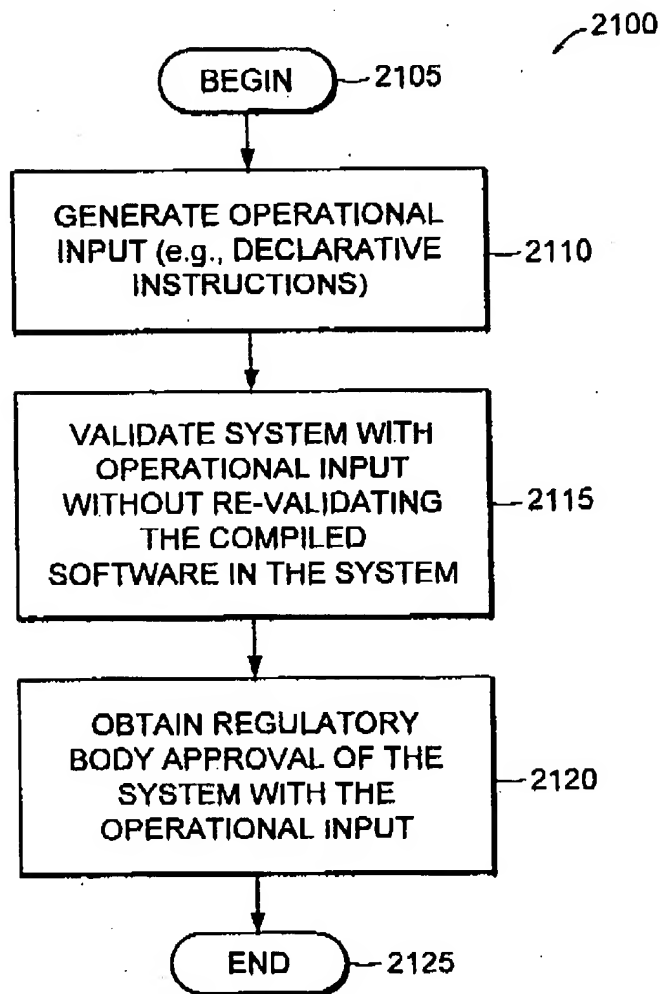 2100
BEGIN
2105
GENERATE OPERATIONAL
INPUT (e.g., DECLARATIVE
INSTRUCTIONS)
2110
VALIDATE SYSTEM WITH
OPERATIONAL INPUT
WITHOUT RE-VALIDATING
THE COMPILED
SOFTWARE IN THE SYSTEM
2115
OBTAIN REGULATORY
BODY APPROVAL OF THE
SYSTEM WITH THE
OPERATIONAL INPUT
2120
END
2125